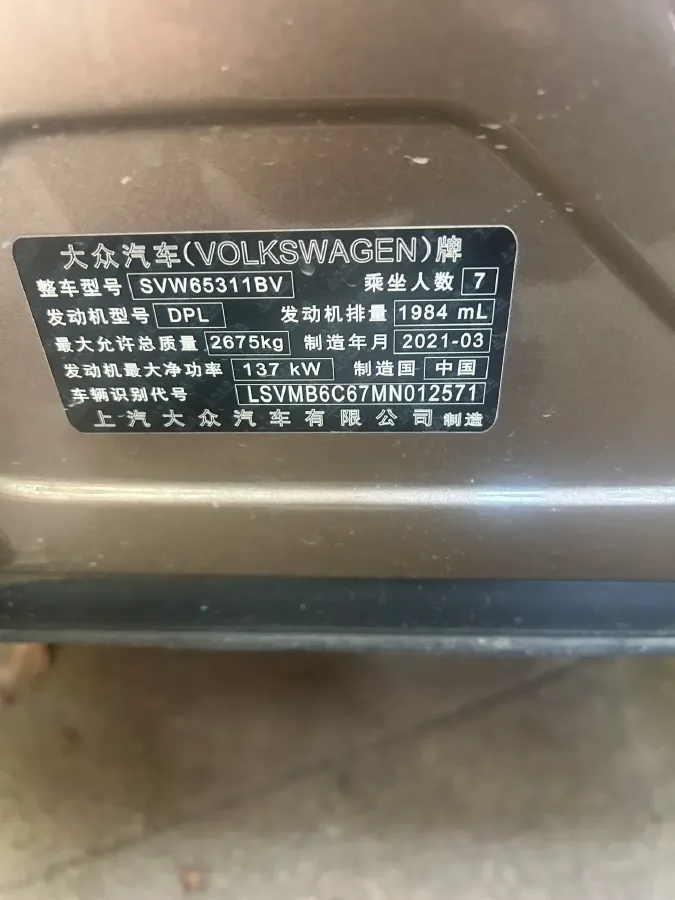 大众汽车(VOLKSWAGEN)牌
整车型号 SVW65311BV 乘坐人数 7
发动机型号 DPL 发动机排量 1984 mL
最大允许总质量 2675kg 制造年月 2021-03
发动机最大净功率 137 kW 制造国 中国
车辆识别代号 LSVMB6C67MN012571
上汽大众汽车有限公司 制造